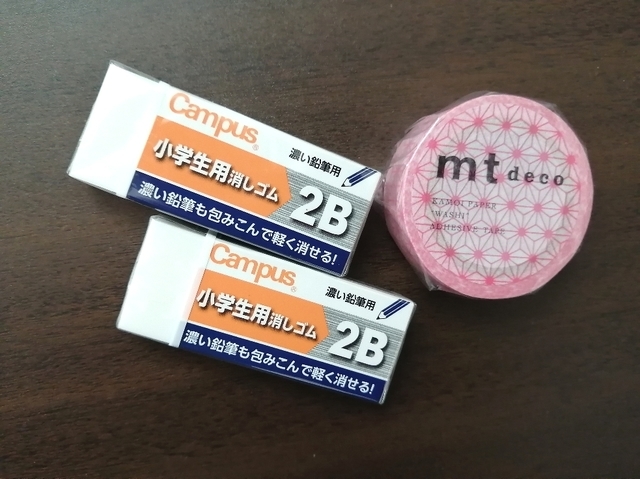 Campus®
小学生用消しゴム
濃い鉛筆用
2B
濃い鉛筆も包みこんで軽く消せる!
Campus®
小学生用消しゴム
濃い鉛筆用
2B
濃い鉛筆も包みこんで軽く消せる!
mt deco
KAMOI PAPER
"WASHI"
ADHESIVE TAPE